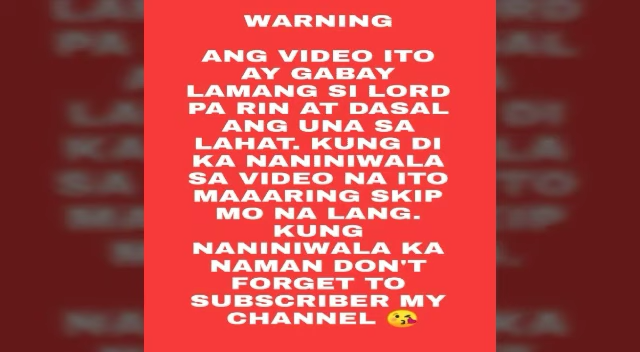 WARNING
ANG VIDEO ITO
AY GABAY
LAMANG SI LORD
PA RIN AT DASAL
ANG UNA SA
LAHAT. KUNG DI
KA NANINIWALA
SA VIDEO NA ITO
MAAARING SKIP
MO NA LANG.
KUNG
NANINIWALA KA
NAMAN DON'T
FORGET TO
SUBSCRIBER MY
CHANNEL 😘